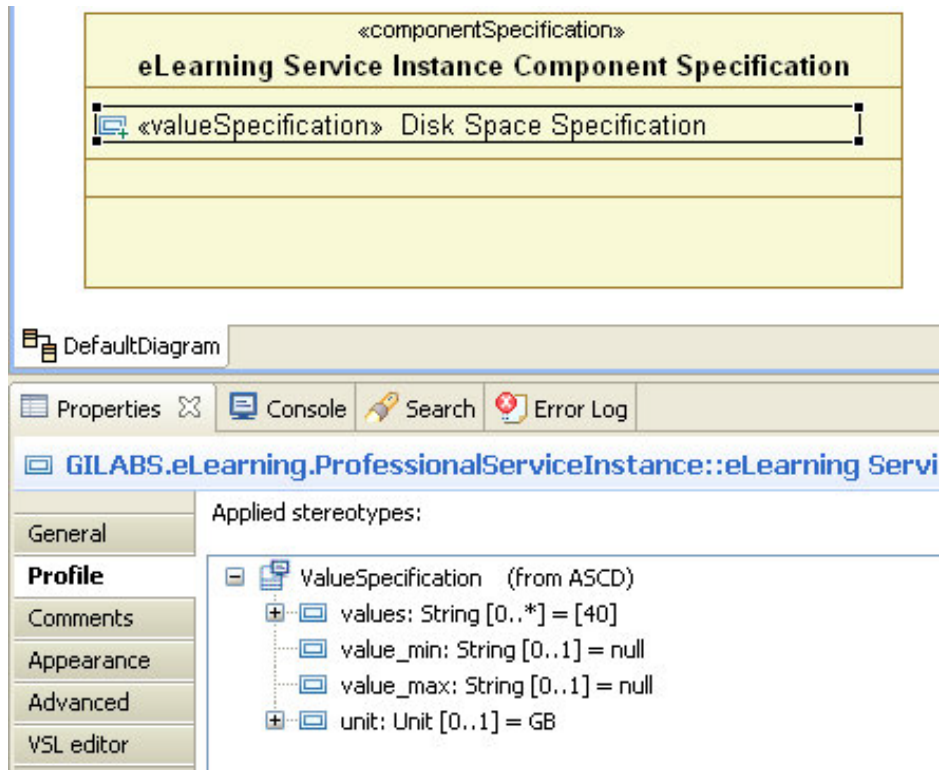 «componentSpecification»
eLearning Service Instance Component Specification
«valueSpecification» Disk Space Specification
DefaultDiagram
Properties Console Search Error Log
GILABS.eLearning.ProfessionalServiceInstance::eLearning Servi
Applied stereotypes:
General
Profile
Comments
Appearance
Advanced
VSL editor
ValueSpecification (from ASCD)
values: String [0..*] = [40]
value_min: String [0..1] = null
value_max: String [0..1] = null
unit: Unit [0..1] = GB